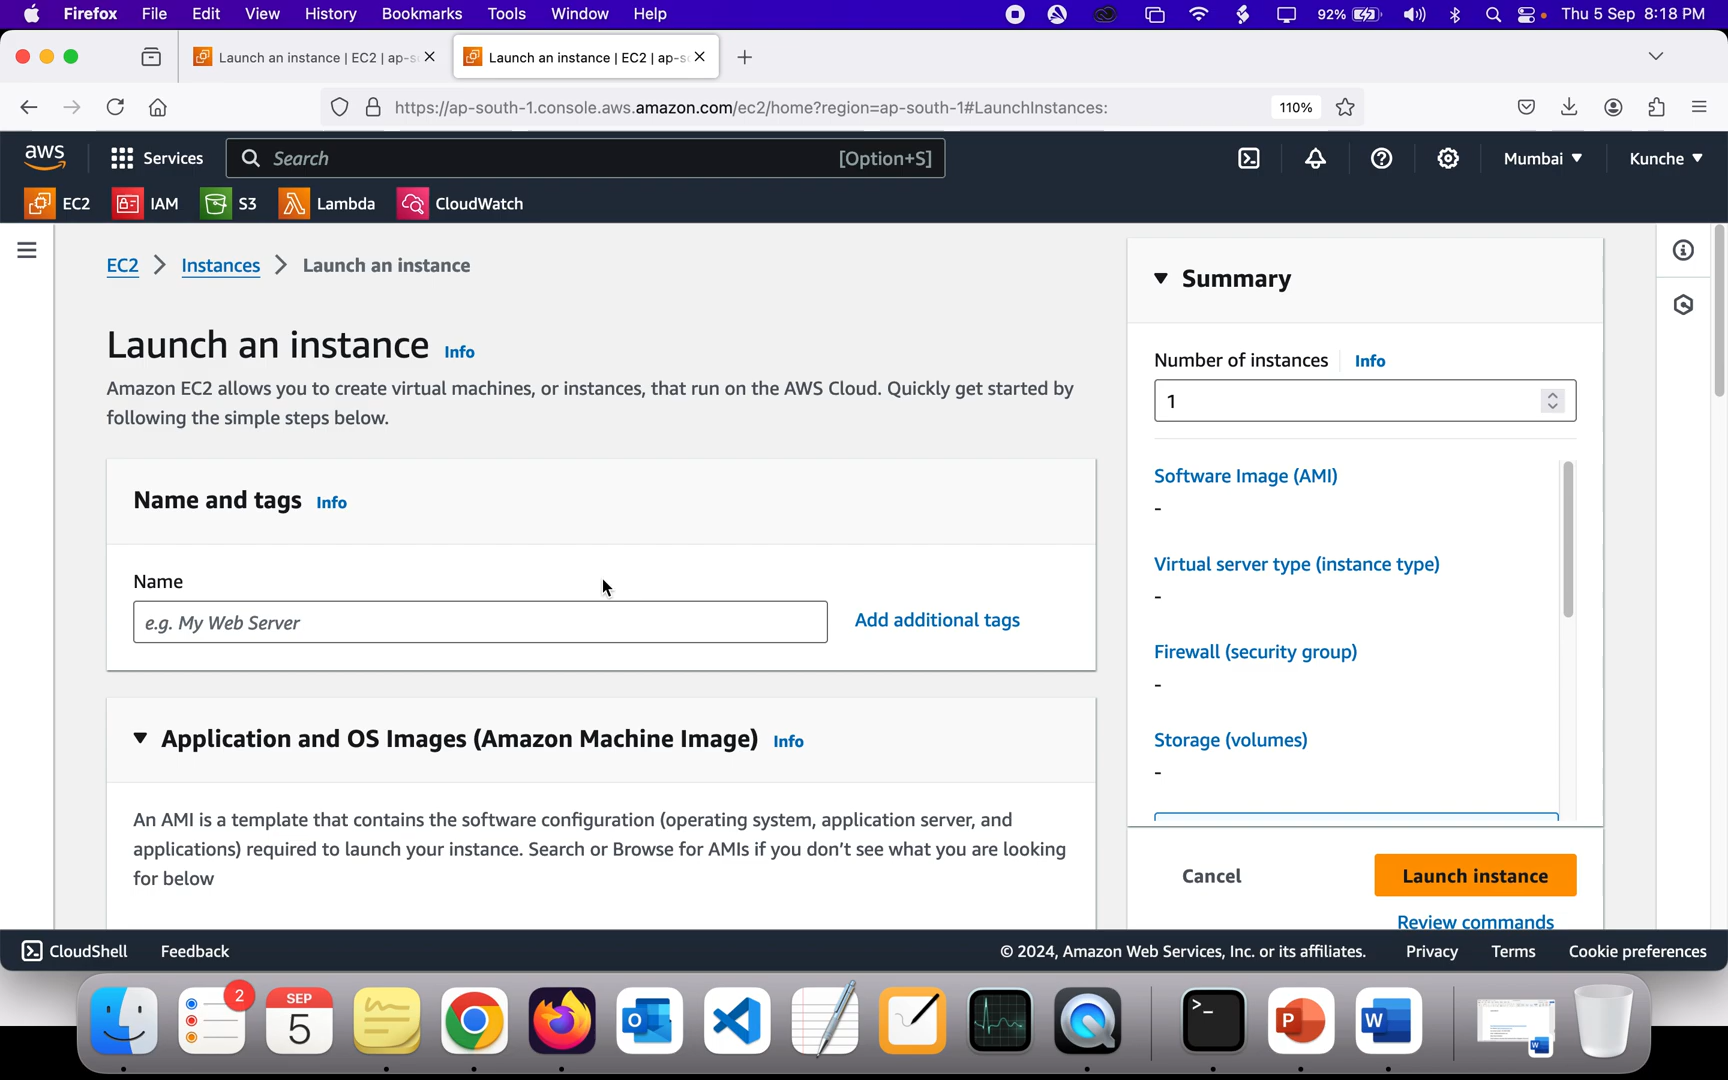 Firefox File Edit View History Bookmarks Tools Window Help 92% Thu 5 Sep 8:18 PM
Launch an instance | EC2 | ap-s Launch an instance | EC2 | ap-s
https://ap-south-1.console.aws.amazon.com/ec2/home?region=ap-south-1#LaunchInstances: 110%
aws Services Search [Option+S] Mumbai Kunche
EC2 IAM S3 Lambda CloudWatch
EC2 Instances Launch an instance
Launch an instance Info
Amazon EC2 allows you to create virtual machines, or instances, that run on the AWS Cloud. Quickly get started by
following the simple steps below.
Name and tags Info
Name
e.g. My Web Server Add additional tags
Application and OS Images (Amazon Machine Image) Info
An AMI is a template that contains the software configuration (operating system, application server, and
applications) required to launch your instance. Search or Browse for AMIs if you don't see what you are looking
for below
Summary
Number of instances Info
1
Software Image (AMI)
-
Virtual server type (instance type)
-
Firewall (security group)
-
Storage (volumes)
-
Cancel Launch instance
Review commands
CloudShell Feedback © 2024, Amazon Web Services, Inc. or its affiliates. Privacy Terms Cookie preferences
2 SEP
5
P W W